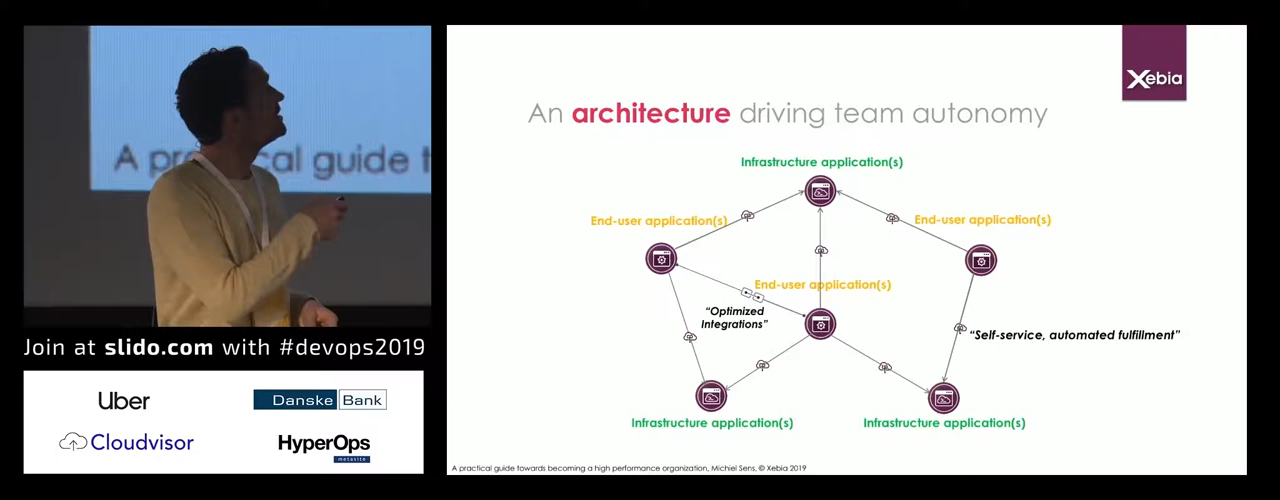 A practical guide t
Join at slido.com with #devops2019
Uber
Danske Bank
Cloudvisor
HyperOps
metasite
Xebia
An architecture driving team autonomy
Infrastructure application(s)
End-user application(s)
End-user application(s)
End-user application(s)
“Optimized
Integrations”
“Self-service, automated fulfillment”
Infrastructure application(s)
Infrastructure application(s)
A practical guide towards becoming a high performance organization, Michiel Sens, © Xebia 2019